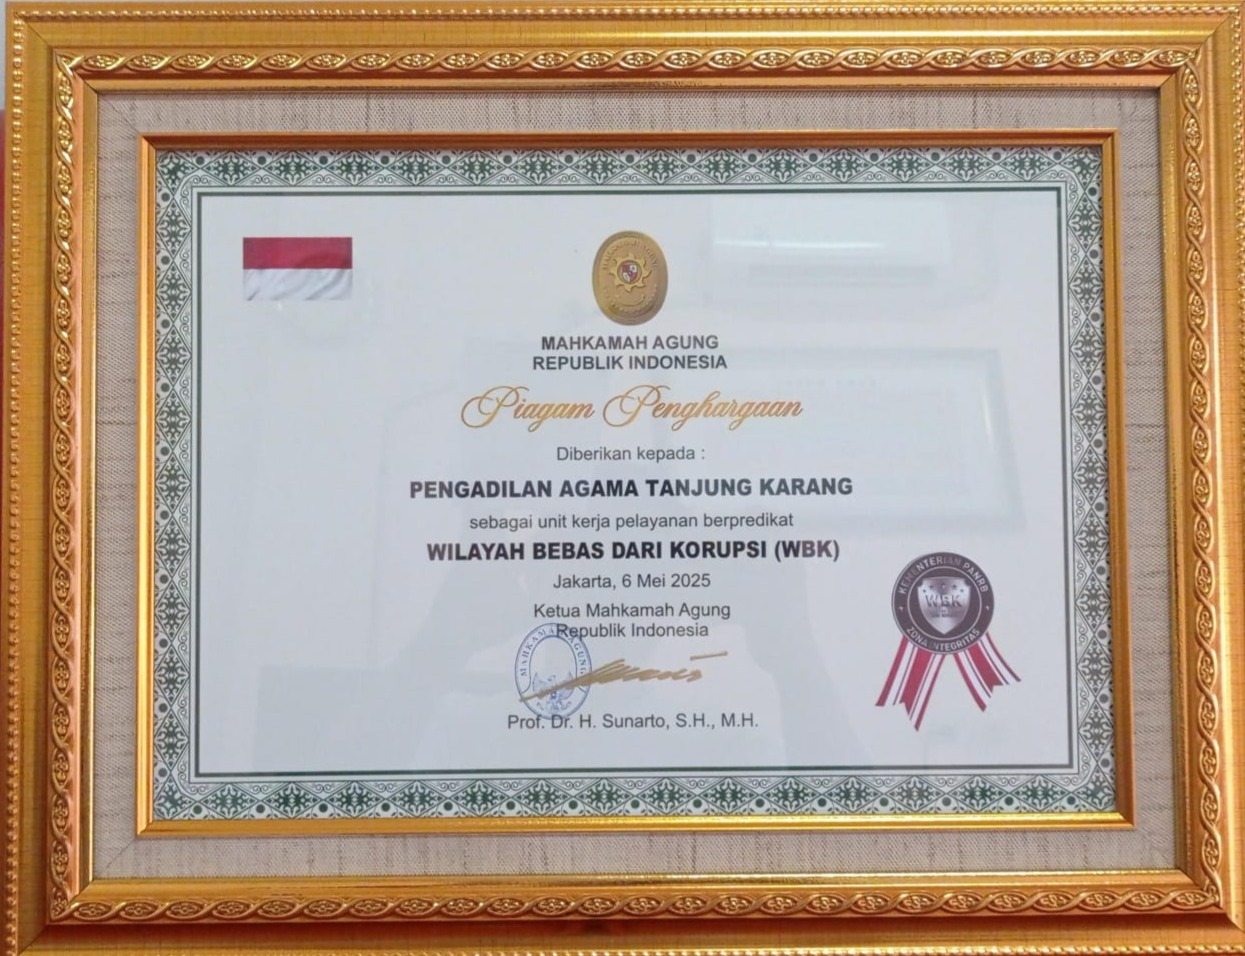 MAHKAMAH AGUNG
REPUBLIK INDONESIA
Piagam Penghargaan
Diberikan kepada :
PENGADILAN AGAMA TANJUNG KARANG
sebagai unit kerja pelayanan berpredikat
WILAYAH BEBAS DARI KORUPSI (WBK)
Jakarta, 6 Mei 2025
Ketua Mahkamah Agung
Republik Indonesia
MAHKAMAH AGUNG
Prof. Dr. H. Sunarto, S.H., M.H.
KEMENTERIAN PANRB
WBK
ZONA INTEGRITAS